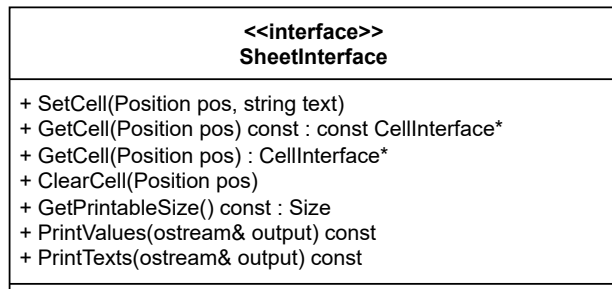 <<interface>>
SheetInterface
+ SetCell(Position pos, string text)
+ GetCell(Position pos) const : const CellInterface*
+ GetCell(Position pos) : CellInterface*
+ ClearCell(Position pos)
+ GetPrintableSize() const : Size
+ PrintValues(ostream& output) const
+ PrintTexts(ostream& output) const